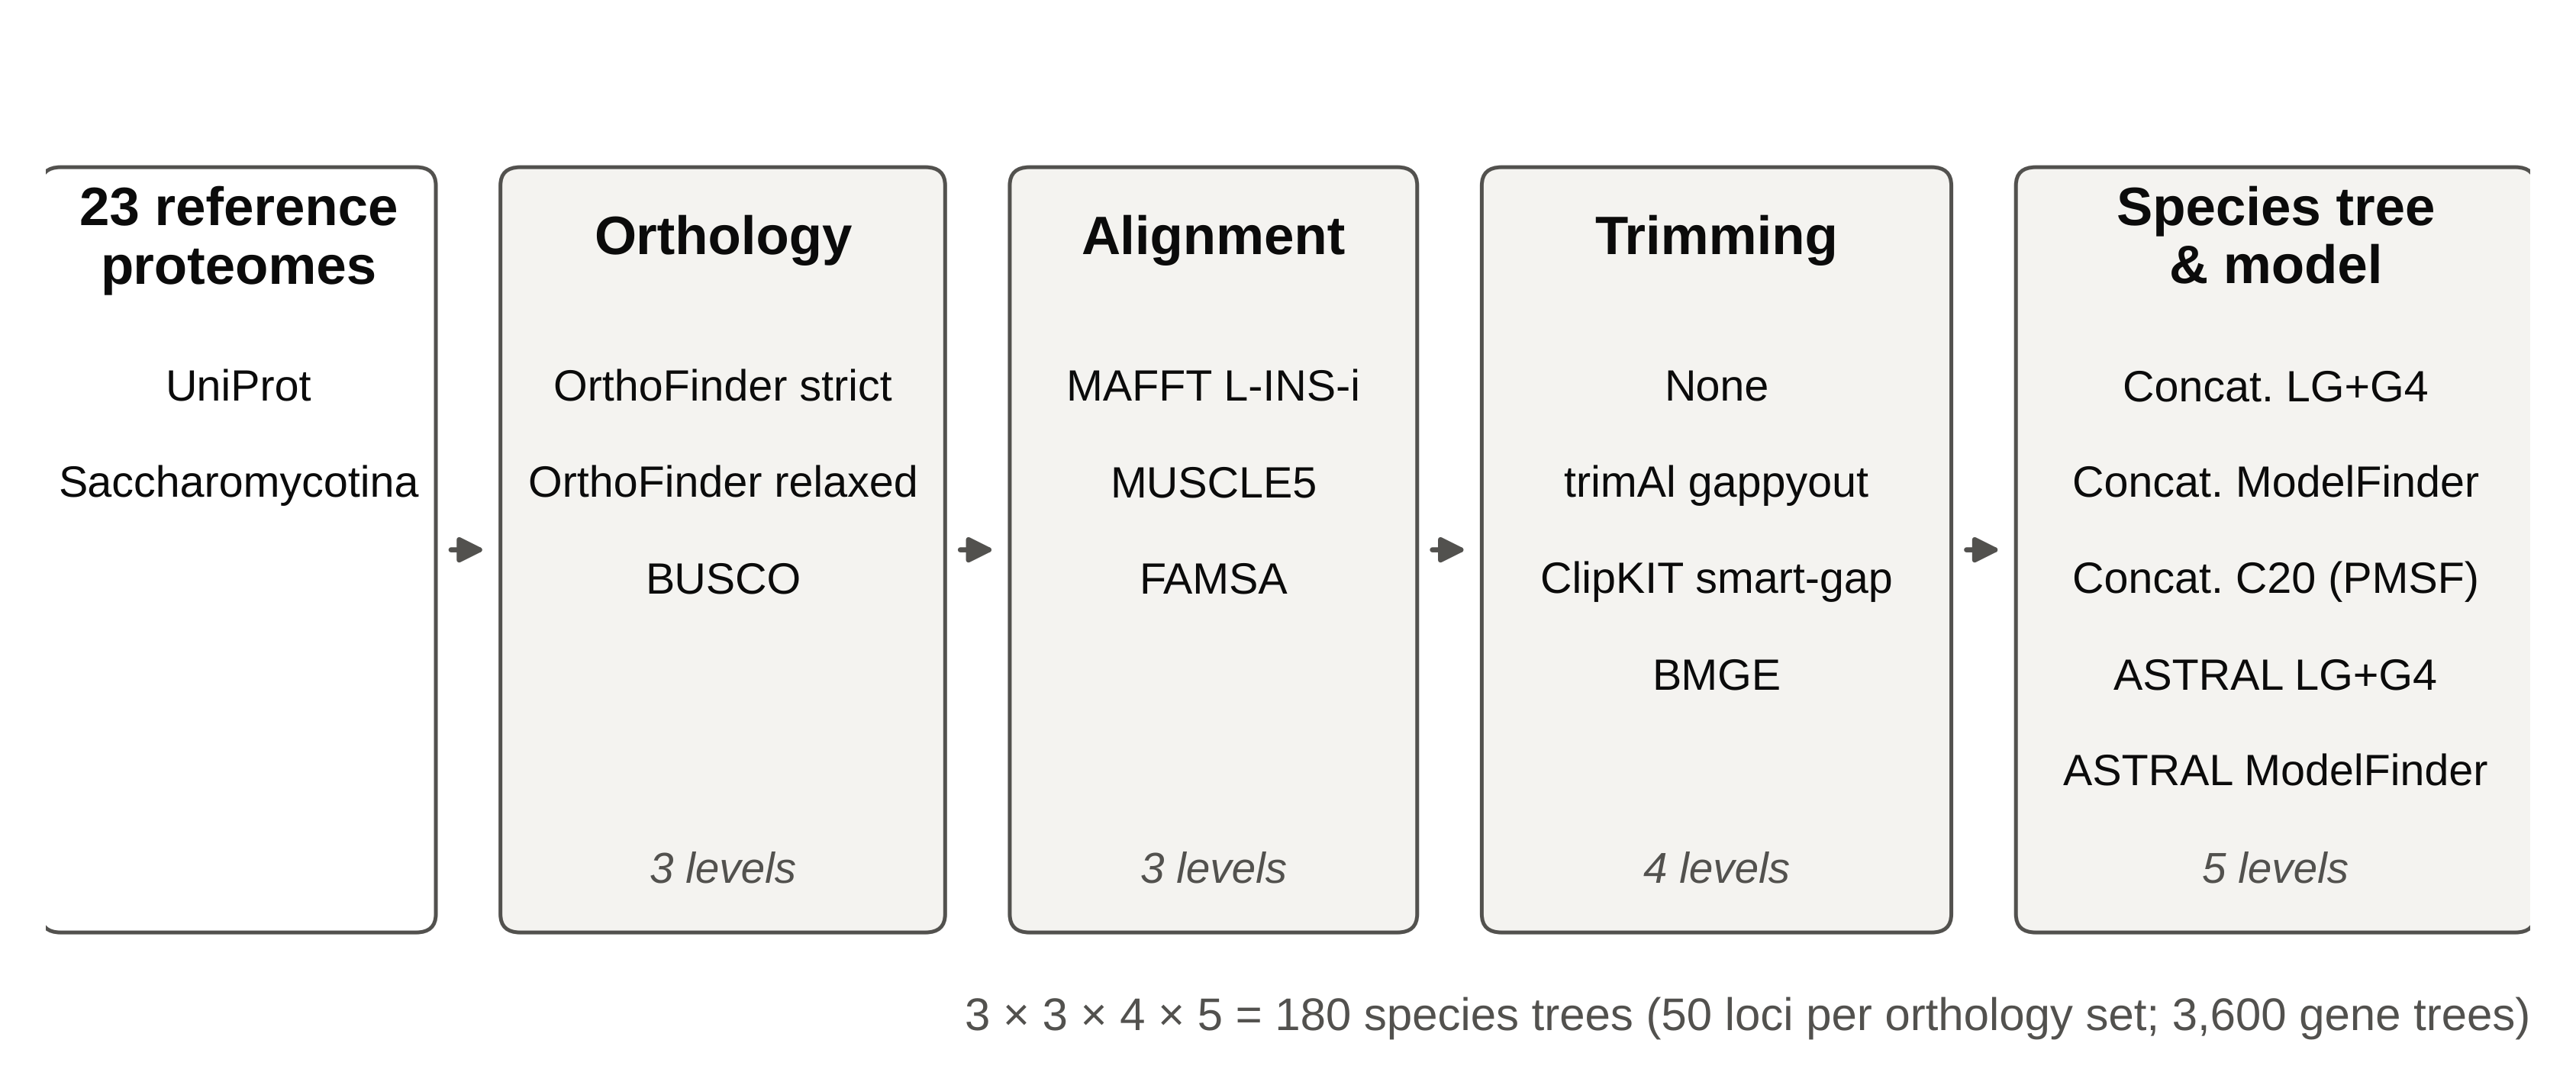 23 reference
proteomes
UniProt
Saccharomycotina
Orthology
OrthoFinder strict
OrthoFinder relaxed
BUSCO
3 levels
Alignment
MAFFT L-INS-i
MUSCLE5
FAMSA
3 levels
Trimming
None
trimAl gappyout
ClipKIT smart-gap
BMGE
4 levels
Species tree
& model
Concat. LG+G4
Concat. ModelFinder
Concat. C20 (PMSF)
ASTRAL LG+G4
ASTRAL ModelFinder
5 levels
3 × 3 × 4 × 5 = 180 species trees (50 loci per orthology set; 3,600 gene trees)